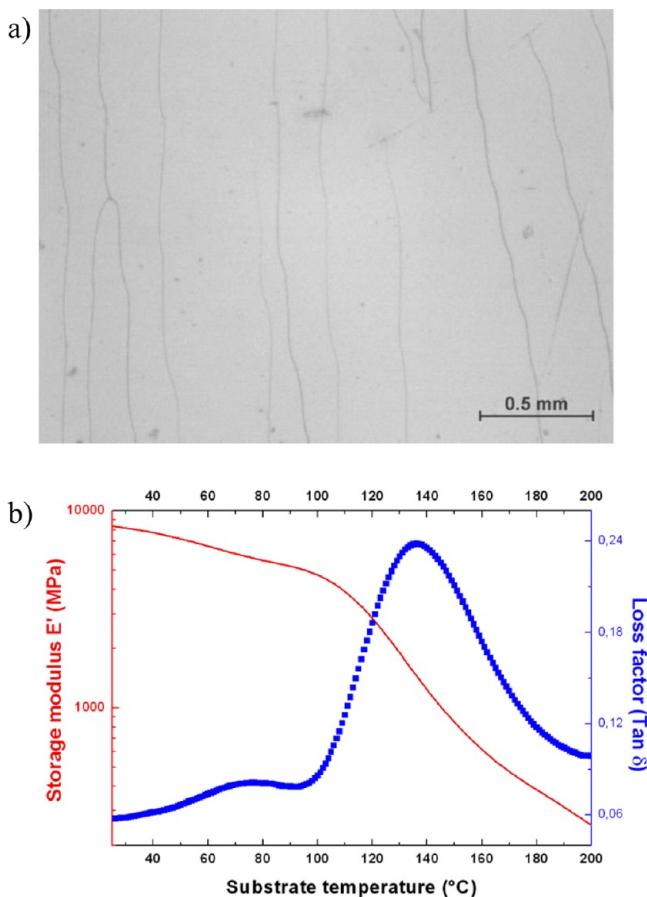 a)
0.5 mm
b)
40 60 80 100 120 140 160 180 200
10000
1000
Storage modulus E' (MPa)
0,24
0,18
0,12
0,06
Loss factor (Tan δ)
40 60 80 100 120 140 160 180 200
Substrate temperature (°C)